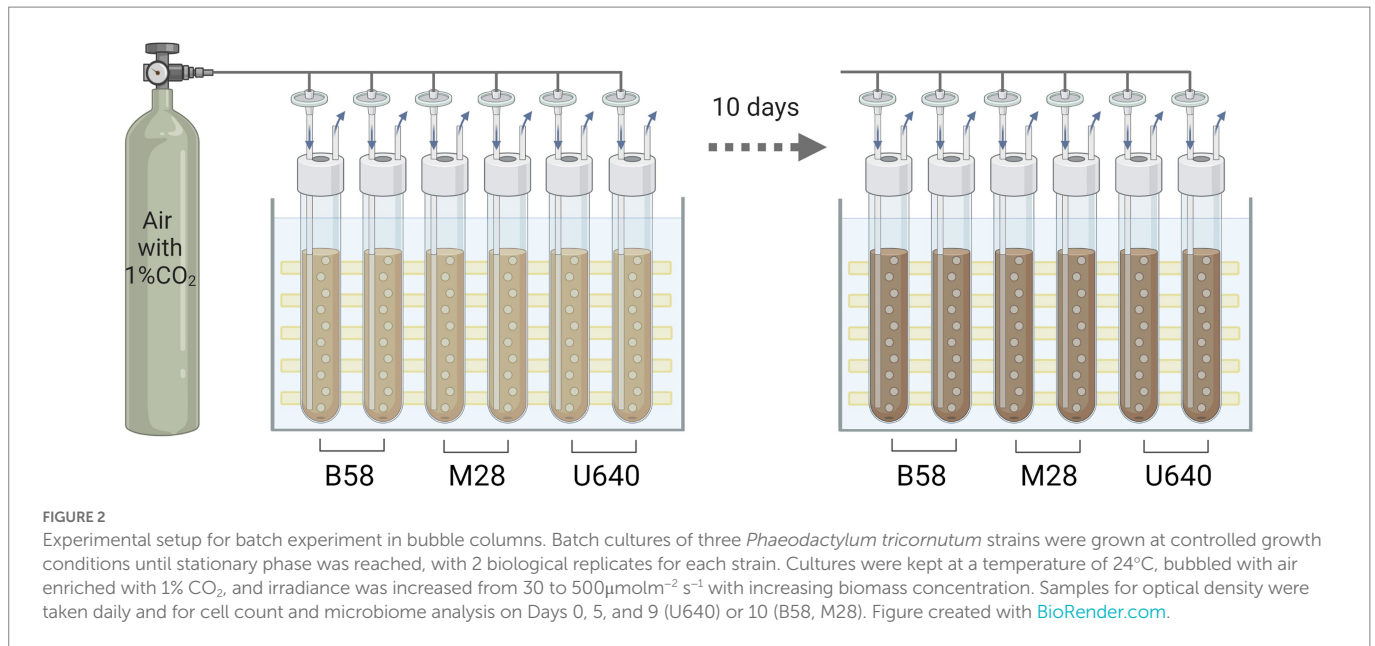 Air
with
1%CO₂
10 days
B58
M28
U640
B58
M28
U640
FIGURE 2
Experimental setup for batch experiment in bubble columns. Batch cultures of three Phaeodactylum tricornutum strains were grown at controlled growth
conditions until stationary phase was reached, with 2 biological replicates for each strain. Cultures were kept at a temperature of 24°C, bubbled with air
enriched with 1% CO₂, and irradiance was increased from 30 to 500μmolm⁻² s⁻¹ with increasing biomass concentration. Samples for optical density were
taken daily and for cell count and microbiome analysis on Days 0, 5, and 9 (U640) or 10 (B58, M28). Figure created with BioRender.com.